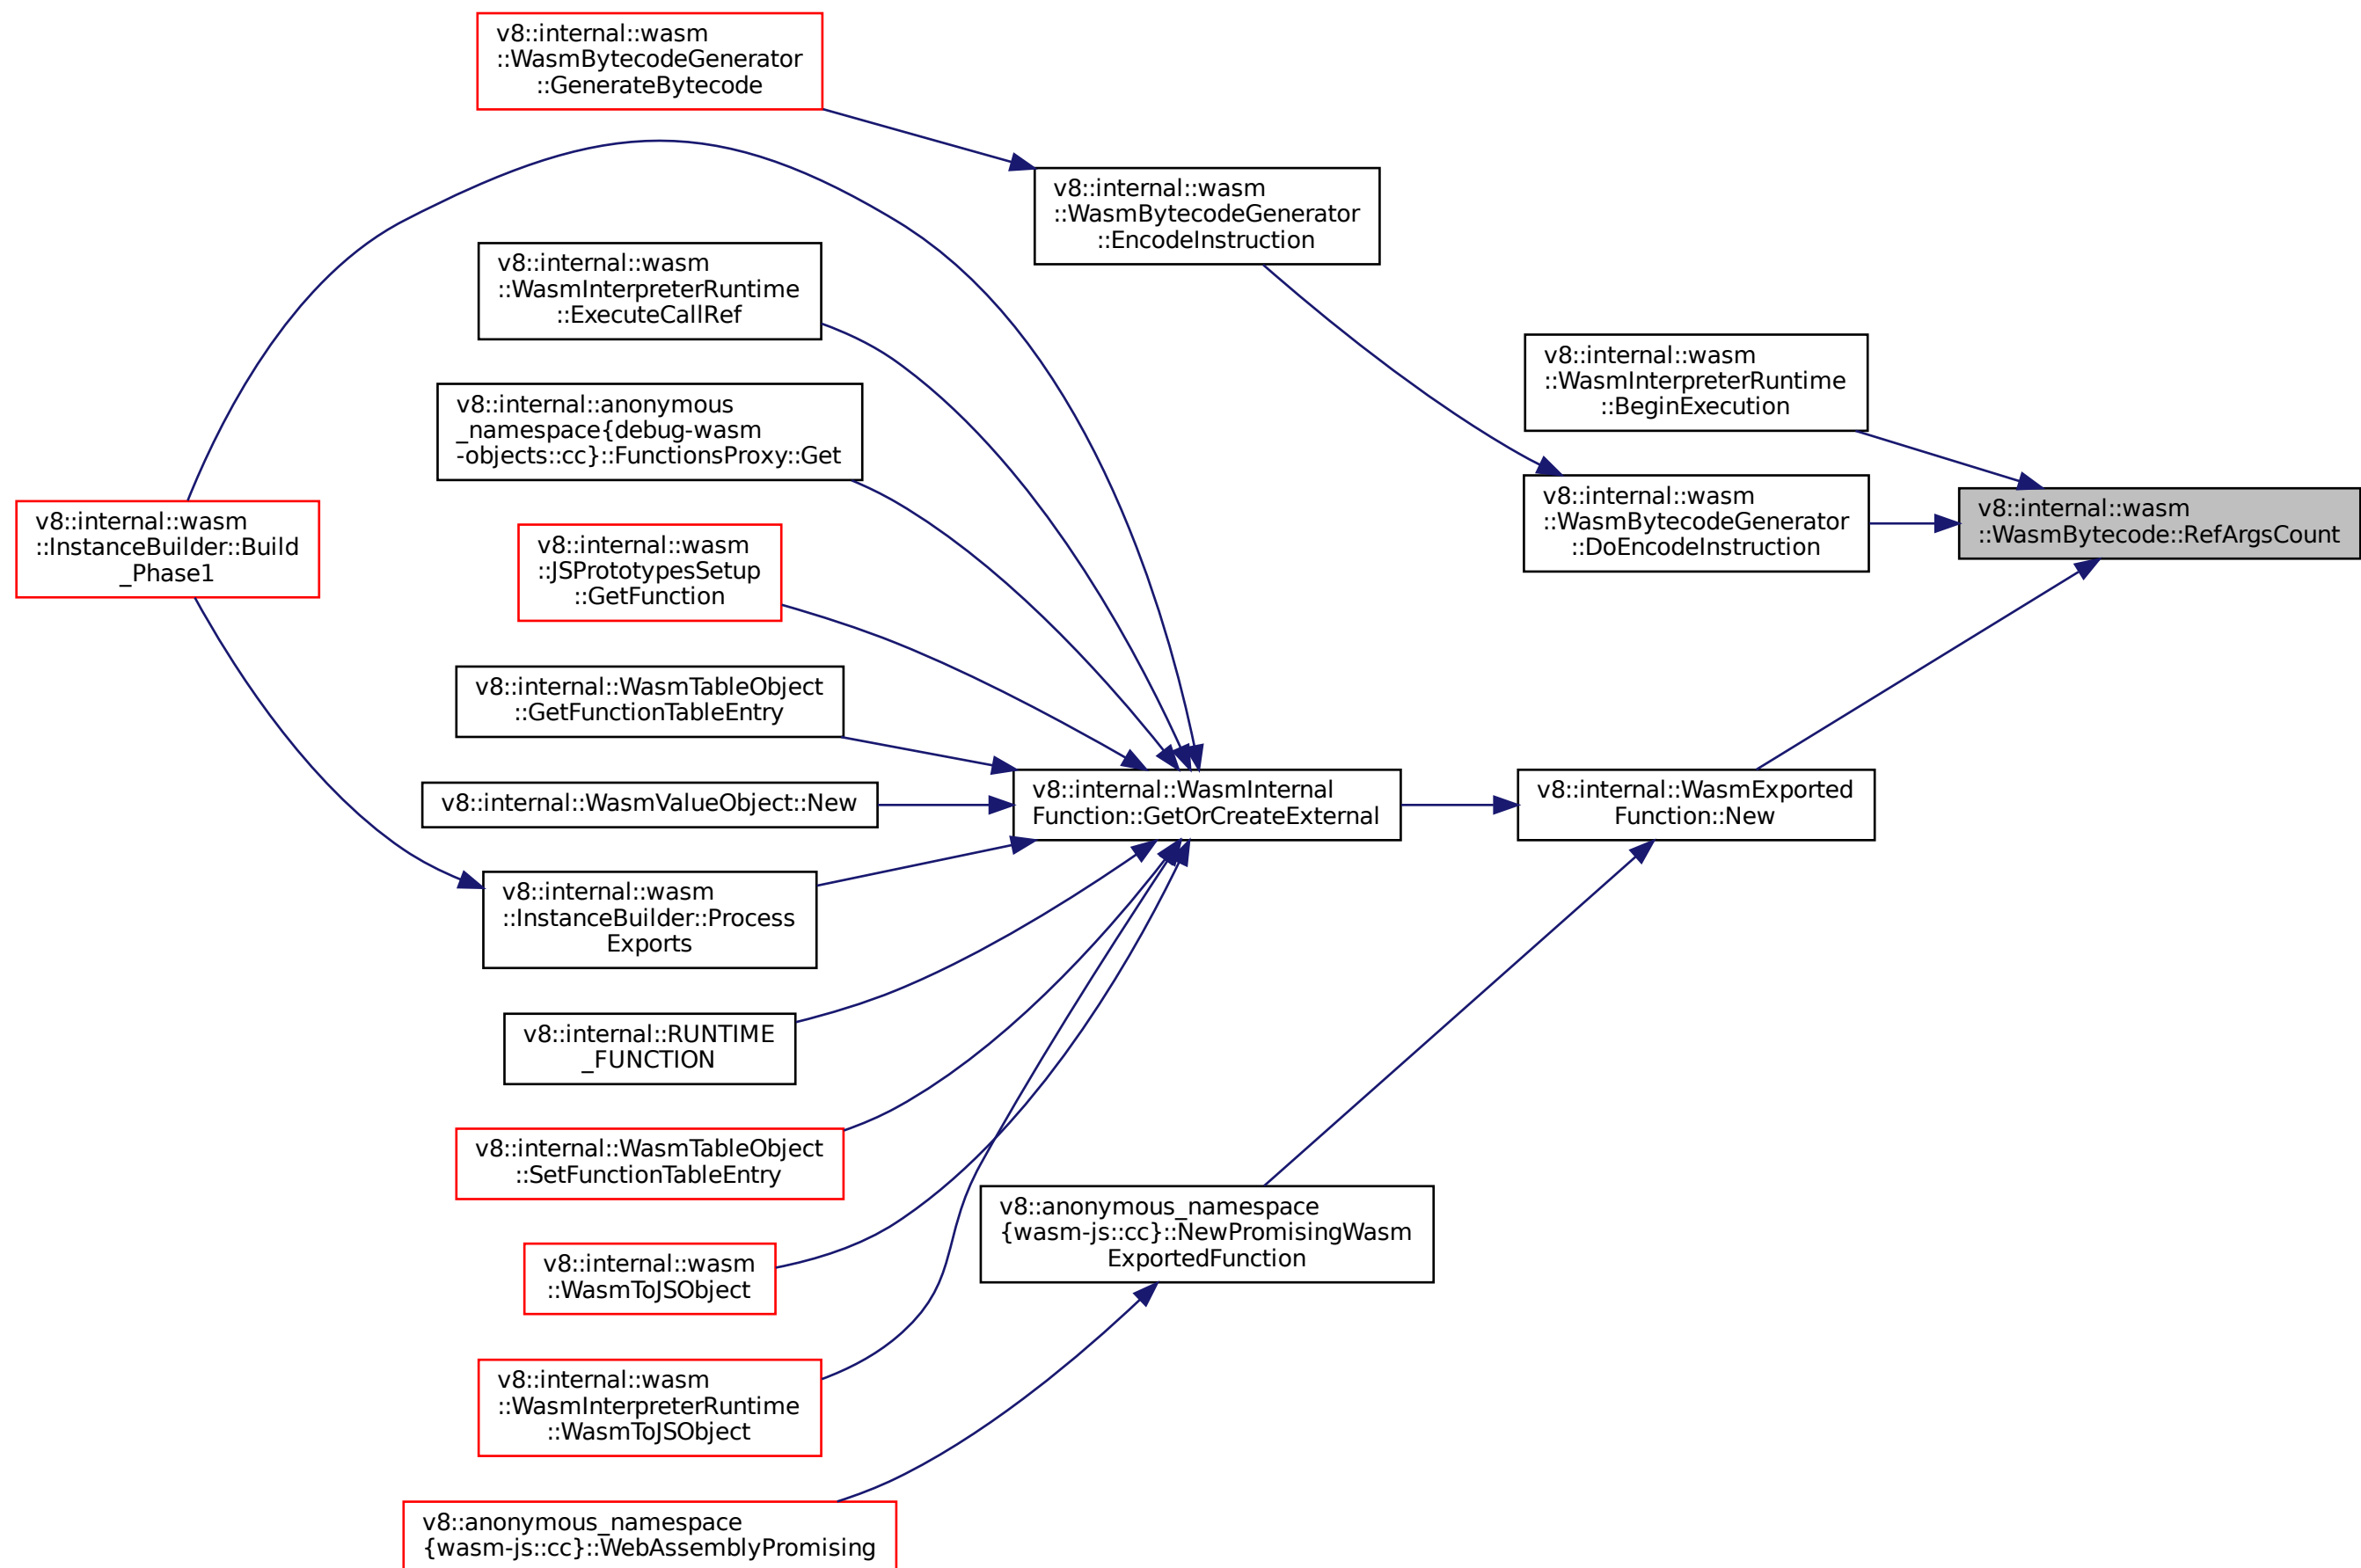 v8::internal::wasm
::WasmBytecodeGenerator
::GenerateBytecode
v8::internal::wasm
::WasmBytecodeGenerator
::EncodeInstruction
v8::internal::wasm
::WasmInterpreterRuntime
::ExecuteCallRef
v8::internal::wasm
::WasmInterpreterRuntime
::BeginExecution
v8::internal::anonymous
_namespace{debug-wasm
-objects::cc}::FunctionsProxy::Get
v8::internal::wasm
::WasmBytecodeGenerator
::DoEncodeInstruction
v8::internal::wasm
::WasmBytecode::RefArgsCount
v8::internal::wasm
::InstanceBuilder::Build
_Phase1
v8::internal::wasm
::JSPrototypesSetup
::GetFunction
v8::internal::WasmTableObject
::GetFunctionTableEntry
v8::internal::WasmValueObject::New
v8::internal::WasmInternal
Function::GetOrCreateExternal
v8::internal::WasmExported
Function::New
v8::internal::wasm
::InstanceBuilder::Process
Exports
v8::internal::RUNTIME
_FUNCTION
v8::internal::WasmTableObject
::SetFunctionTableEntry
v8::anonymous_namespace
{wasm-js::cc}::NewPromisingWasm
ExportedFunction
v8::internal::wasm
::WasmToJSObject
v8::internal::wasm
::WasmInterpreterRuntime
::WasmToJSObject
v8::anonymous_namespace
{wasm-js::cc}::WebAssemblyPromising